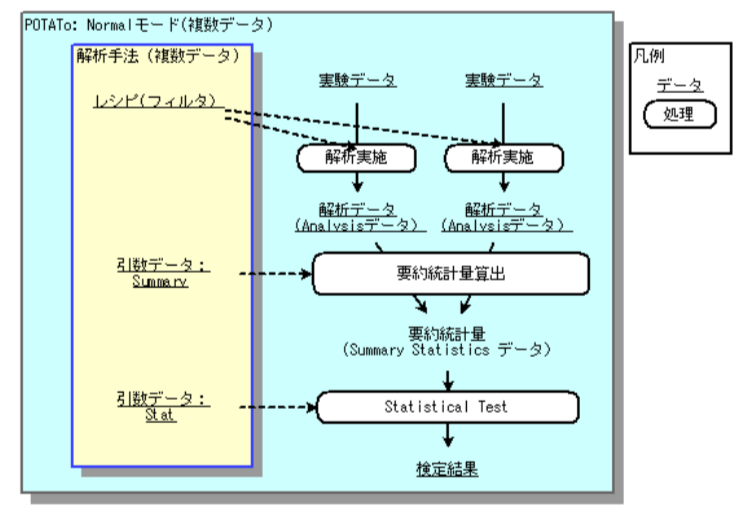 POTATo: Normalモード(複数データ)
解析手法（複数データ）
凡例
データ
処理
実験データ
実験データ
レシピ(フィルタ)
解析実施
解析実施
解析データ
(Analysisデータ)
解析データ
(Analysisデータ)
引数データ：
Summary
要約統計量算出
要約統計量
(Summary Statistics データ)
引数データ：
Stat
Statistical Test
検定結果